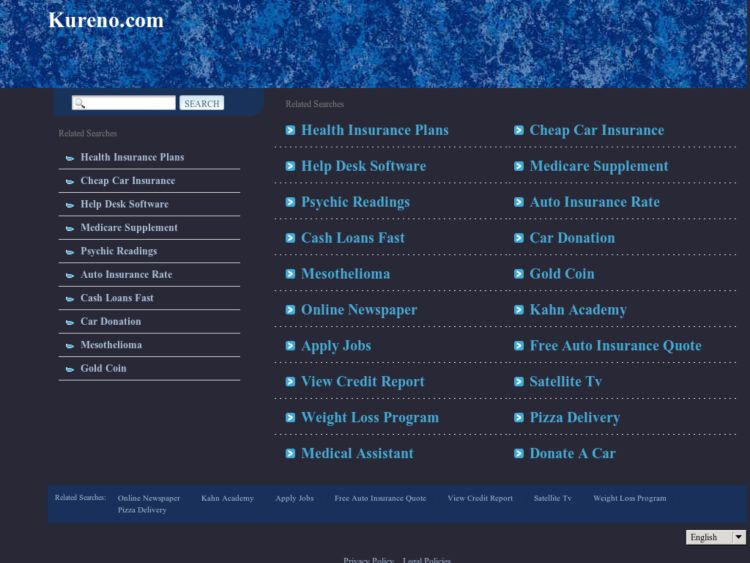 Kureno.com
SEARCH
Related Searches
Health Insurance Plans
Cheap Car Insurance
Help Desk Software
Medicare Supplement
Psychic Readings
Auto Insurance Rate
Cash Loans Fast
Car Donation
Mesothelioma
Gold Coin
Related Searches
Health Insurance Plans Cheap Car Insurance
Help Desk Software Medicare Supplement
Psychic Readings Auto Insurance Rate
Cash Loans Fast Car Donation
Mesothelioma Gold Coin
Online Newspaper Kahn Academy
Apply Jobs Free Auto Insurance Quote
View Credit Report Satellite Tv
Weight Loss Program Pizza Delivery
Medical Assistant Donate A Car
Related Searches: Online Newspaper Kahn Academy Apply Jobs Free Auto Insurance Quote View Credit Report Satellite Tv Weight Loss Program
Pizza Delivery
English
Privacy Policy Legal Policies